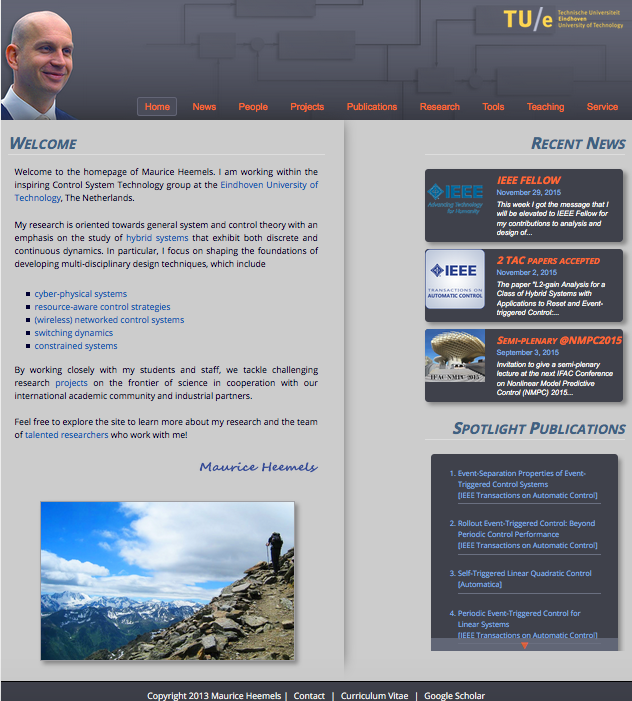 TU/e
Technische Universiteit
Eindhoven
University of Technology
Home News People Projects Publications Research Tools Teaching Service
WELCOME
Welcome to the homepage of Maurice Heemels. I am working within the
inspiring Control System Technology group at the Eindhoven University of
Technology, The Netherlands.
My research is oriented towards general system and control theory with an
emphasis on the study of hybrid systems that exhibit both discrete and
continuous dynamics. In particular, I focus on shaping the foundations of
developing multi-disciplinary design techniques, which include
cyber-physical systems
resource-aware control strategies
(wireless) networked control systems
switching dynamics
constrained systems
By working closely with my students and staff, we tackle challenging
research projects on the frontier of science in cooperation with our
international academic community and industrial partners.
Feel free to explore the site to learn more about my research and the team
of talented researchers who work with me!
Maurice Heemels
RECENT NEWS
IEEE
Advancing Technology
for Humanity
IEEE FELLOW
November 29, 2015
This week I got the message that I
will be elevated to IEEE Fellow for
my contributions to analysis and
design of...
IEEE
TRANSACTIONS ON
AUTOMATIC CONTROL
2 TAC PAPERS ACCEPTED
November 2, 2015
The paper "L2-gain Analysis for a
Class of Hybrid Systems with
Applications to Reset and Event-
triggered Control:...
IFAC NMPC 2015
SEMI-PLENARY @NMPC2015
September 3, 2015
Invitation to give a semi-plenary
lecture at the next IFAC Conference
on Nonlinear Model Predictive
Control (NMPC) 2015...
SPOTLIGHT PUBLICATIONS
1. Event-Separation Properties of Event-
Triggered Control Systems
[IEEE Transactions on Automatic Control]
2. Rollout Event-Triggered Control: Beyond
Periodic Control Performance
[IEEE Transactions on Automatic Control]
3. Self-Triggered Linear Quadratic Control
[Automatica]
4. Periodic Event-Triggered Control for
Linear Systems
[IEEE Transactions on Automatic Control]
Copyright 2013 Maurice Heemels | Contact | Curriculum Vitae | Google Scholar